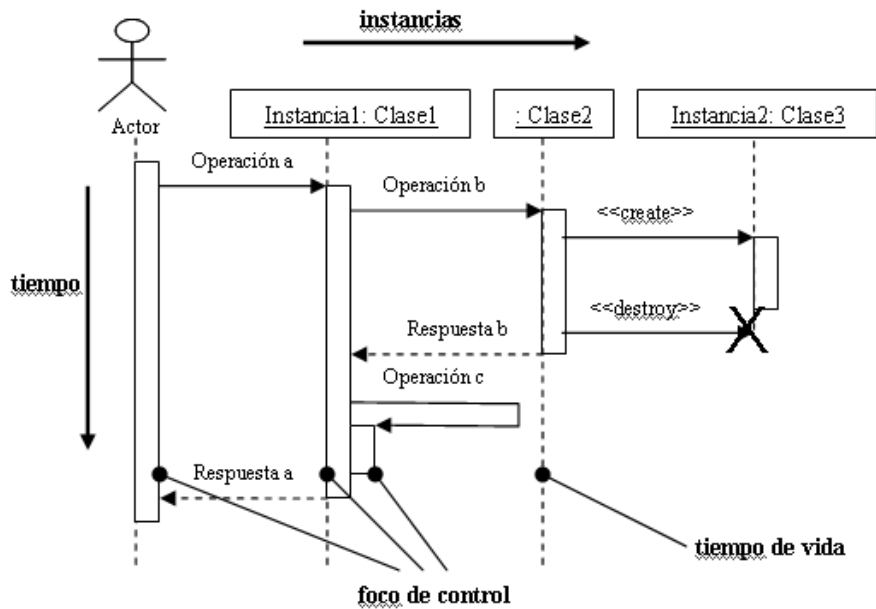 instancias
Instancia1: Clase1
: Clase2
Instancia2: Clase3
Actor
Operación a
Operación b
<<create>>
tiempo
<<destroy>>
Respuesta b
Operación c
Respuesta a
tiempo de vida
foco de control